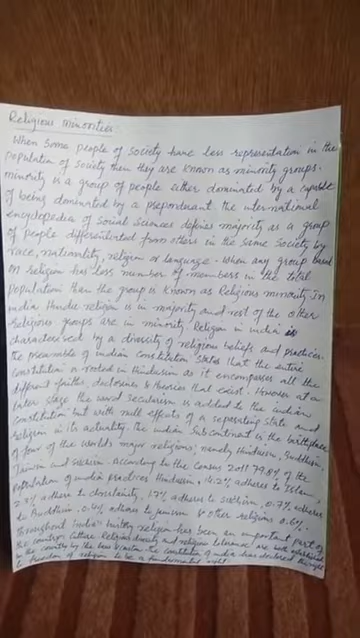 Religious minorities:
When some people of society have less representation in the
population of society then they are known as minority groups.
minority is a group of people either dominated by a capable
of being dominated by a prepondurant. the international
encyclopedia of social sciences defines majority as a group
of people differentiated from others in the same society by
race, nationality, religion or language. When any group based
on religion has less member of members in the total
population than the group is known as Religious minority in
india Hindu religion is in majority and rest of the other
religious groups are in minority Religion in india is
characterised by a diversity of religious beliefs and practices.
the preamble of indian constitution states that the entire
constitution is rooted in Hinduism as it encompasses all the
different faiths, doctrines & theories that exist. However at a
later stage the word secularism is added to the indian
constitution but with null effects of a separating state and
religion in its actuality. the indian Subcontinent is the birthplace
of four of the world's major religions, namely Hinduism, Buddhism,
Jainism and sikhism. According to the Census 2011 79.8% of the
population of india practices Hinduism, 14.2% adheres to Islam,
2.3% adhere to christianity, 1.7% adheres to Sikhism, 0.7% adheres
to Buddhism, 0.4% adhere to jainism & other religions 0.6%.
throughout India's history religion has been an important part of
the country's culture Religious diversity and religious tolerance are both established
in the country by the law & custom the constitution of india has declared the right
to freedom of religion to be a fundamental right.